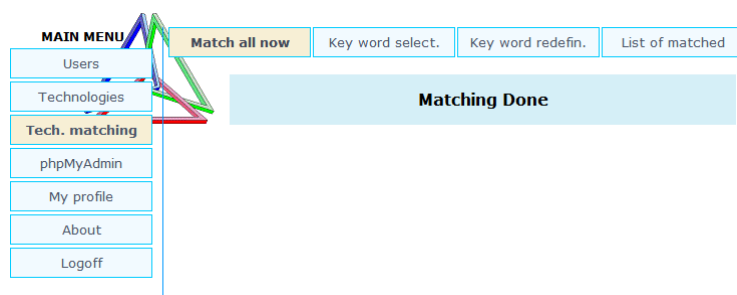 MAIN MENU
Match all now
Key word select.
Key word redefin.
List of matched
Users
Technologies
Matching Done
Tech. matching
phpMyAdmin
My profile
About
Logoff